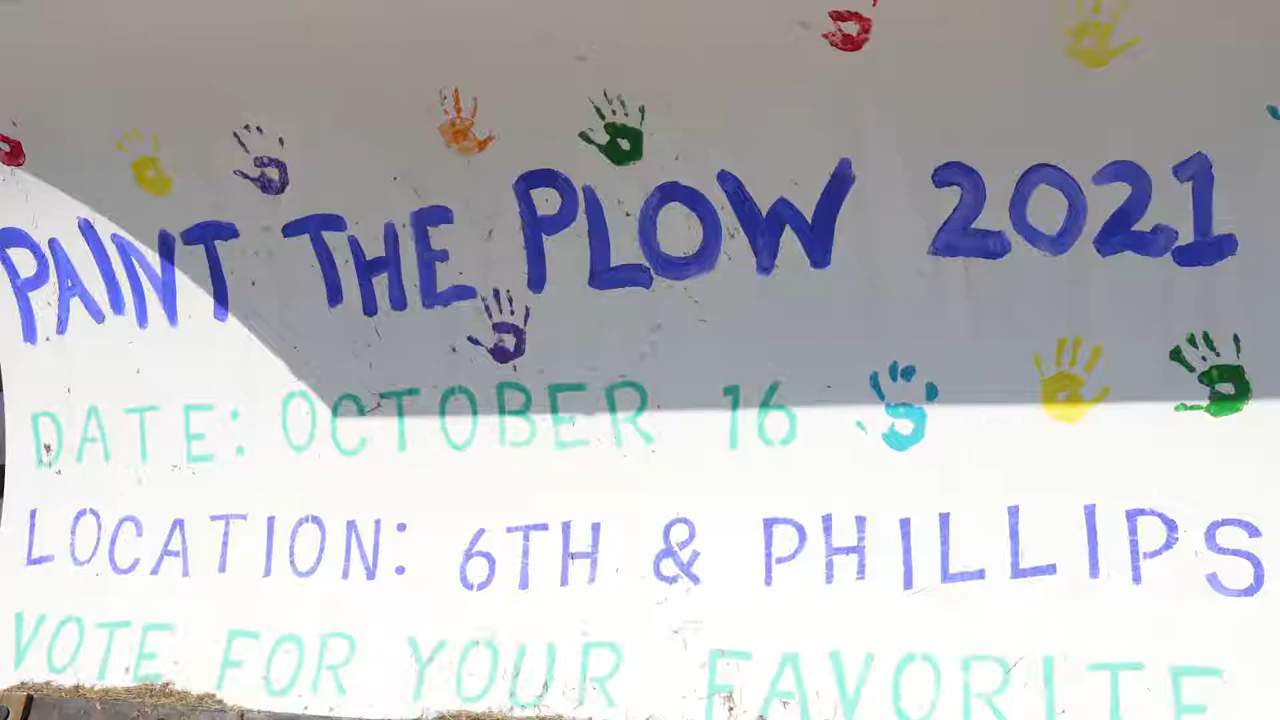 PAINT THE PLOW 2021
DATE: OCTOBER 16
LOCATION: 6TH & PHILLIPS
VOTE FOR YOUR FAVORITE